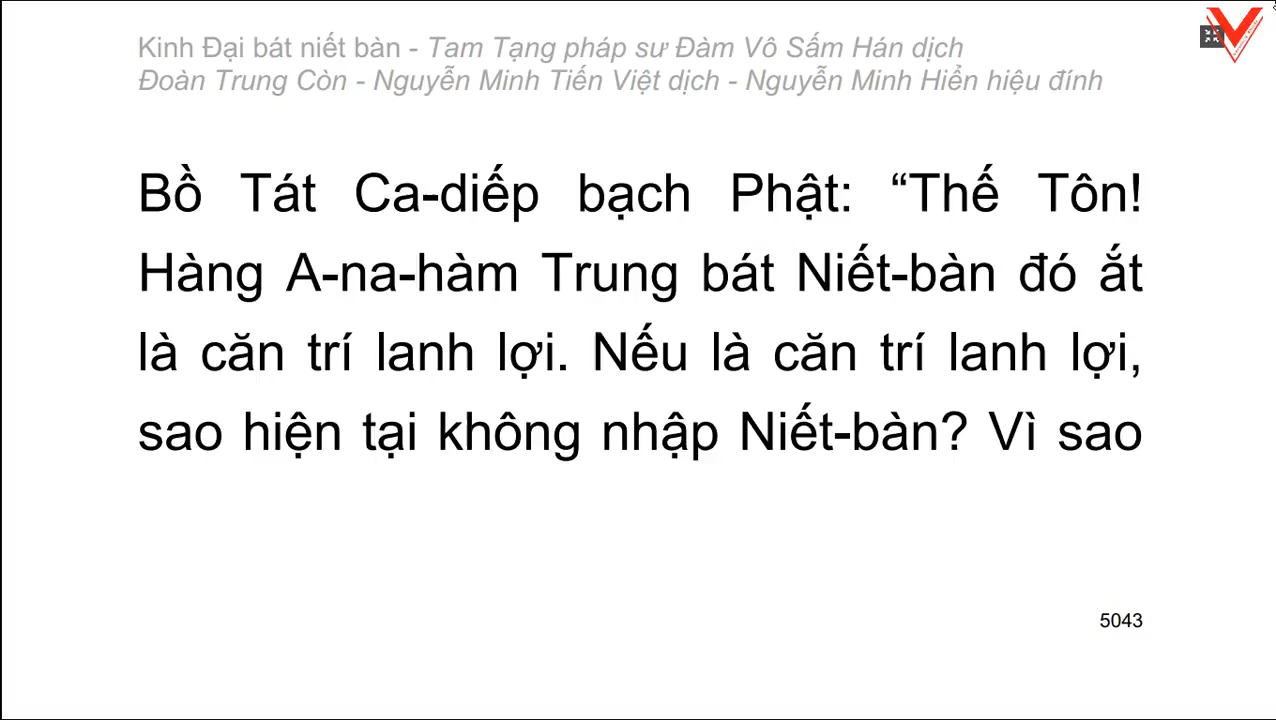 Kinh Đại bát niết bàn - Tam Tạng pháp sư Đàm Vô Sấm Hán dịch
Đoàn Trung Còn - Nguyễn Minh Tiến Việt dịch - Nguyễn Minh Hiển hiệu đính
Bồ Tát Ca-diếp bạch Phật: “Thế Tôn!
Hàng A-na-hàm Trung bát Niết-bàn đó ắt
là căn trí lanh lợi. Nếu là căn trí lanh lợi,
sao hiện tại không nhập Niết-bàn? Vì sao
5043